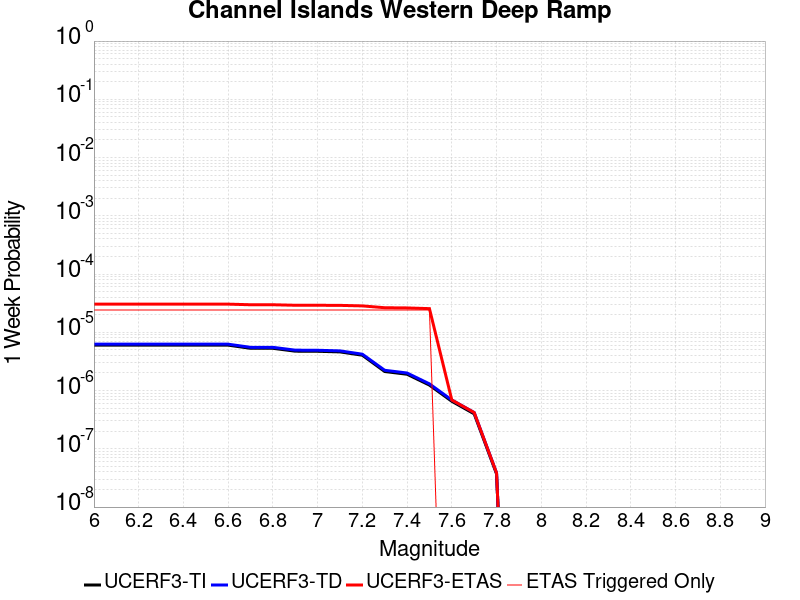 Channel Islands Western Deep Ramp
10^0
10^-1
10^-2
10^-3
10^-4
10^-5
10^-6
10^-7
10^-8
1 Week Probability
6 6.2 6.4 6.6 6.8 7 7.2 7.4 7.6 7.8 8 8.2 8.4 8.6 8.8 9
Magnitude
UCERF3-TI UCERF3-TD UCERF3-ETAS ETAS Triggered Only